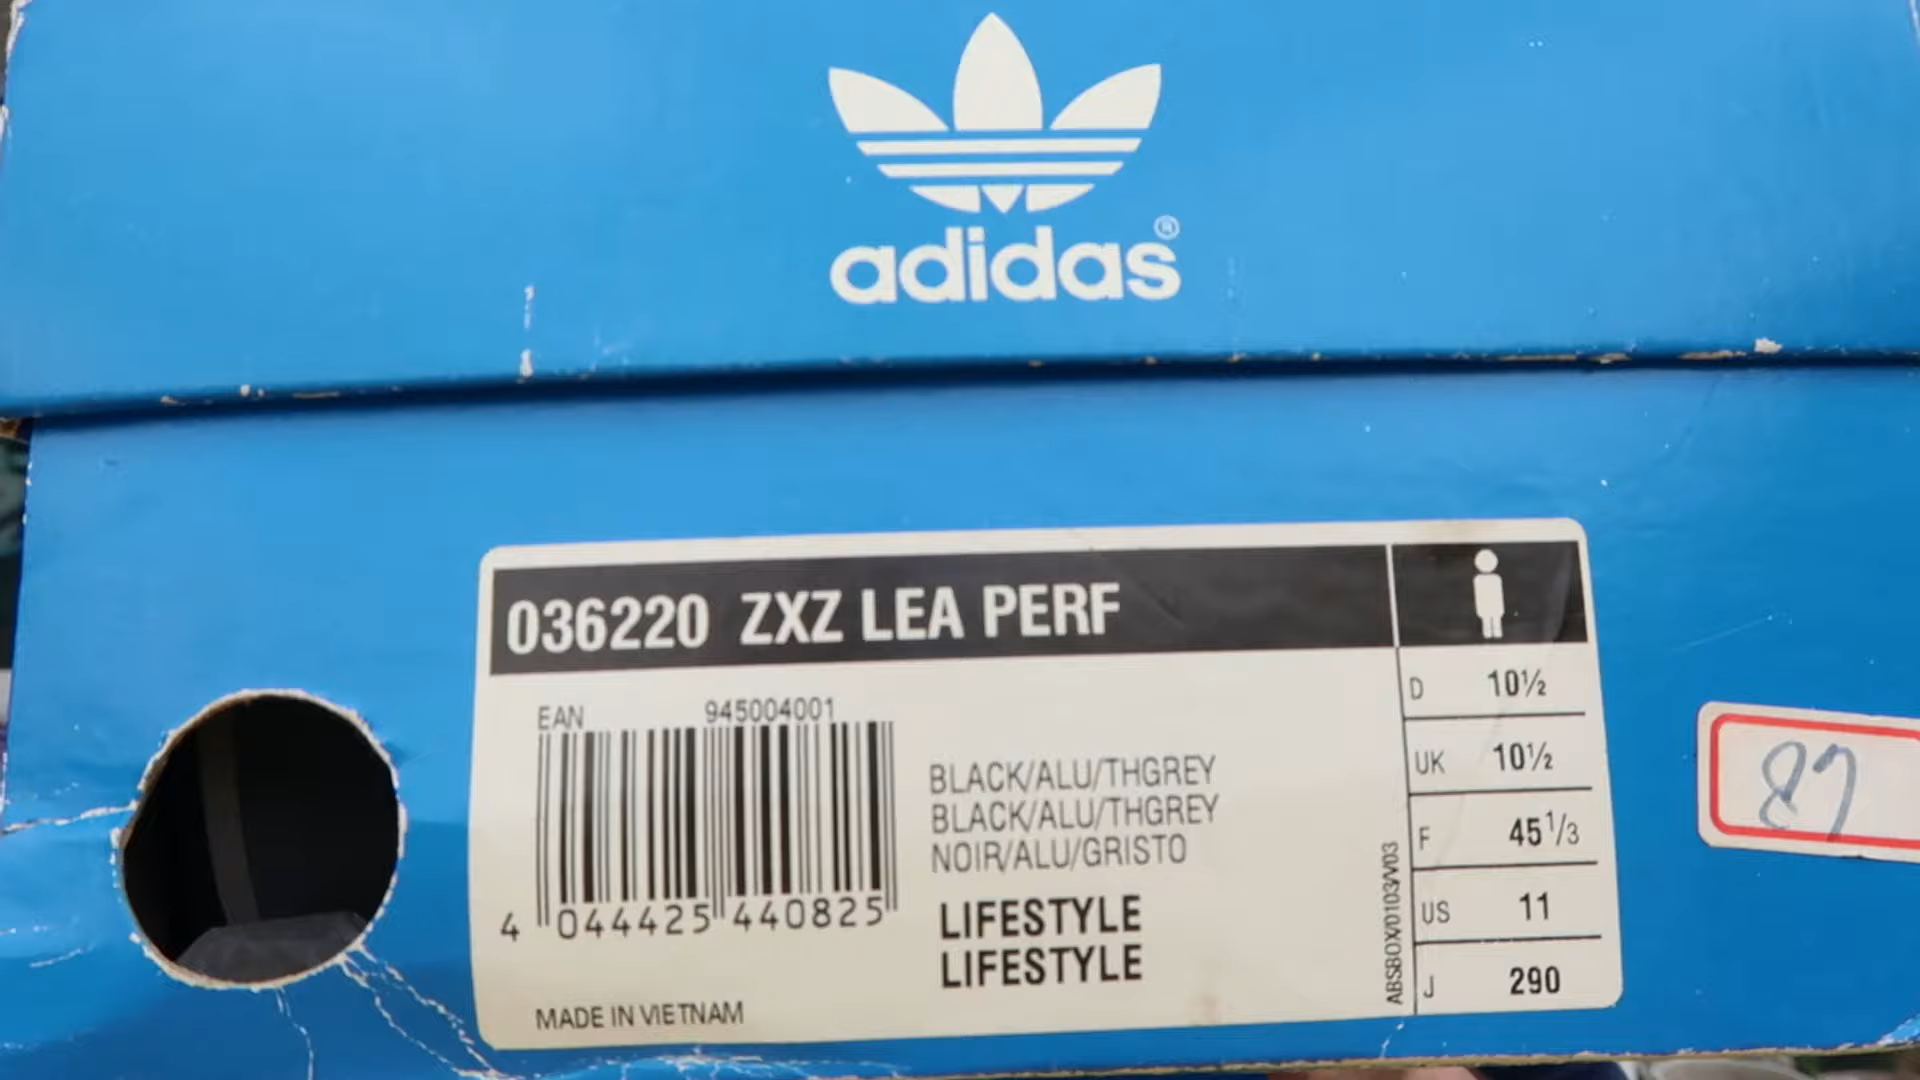 adidas®
036220 ZXZ LEA PERF
EAN 945004001
4 044425 440825
MADE IN VIETNAM
BLACK/ALU/THGREY
BLACK/ALU/THGREY
NOIR/ALU/GRISTO
LIFESTYLE
LIFESTYLE
ABSBOX/0103/V03
D 10½
UK 10½
F 45 1/3
US 11
J 290
87